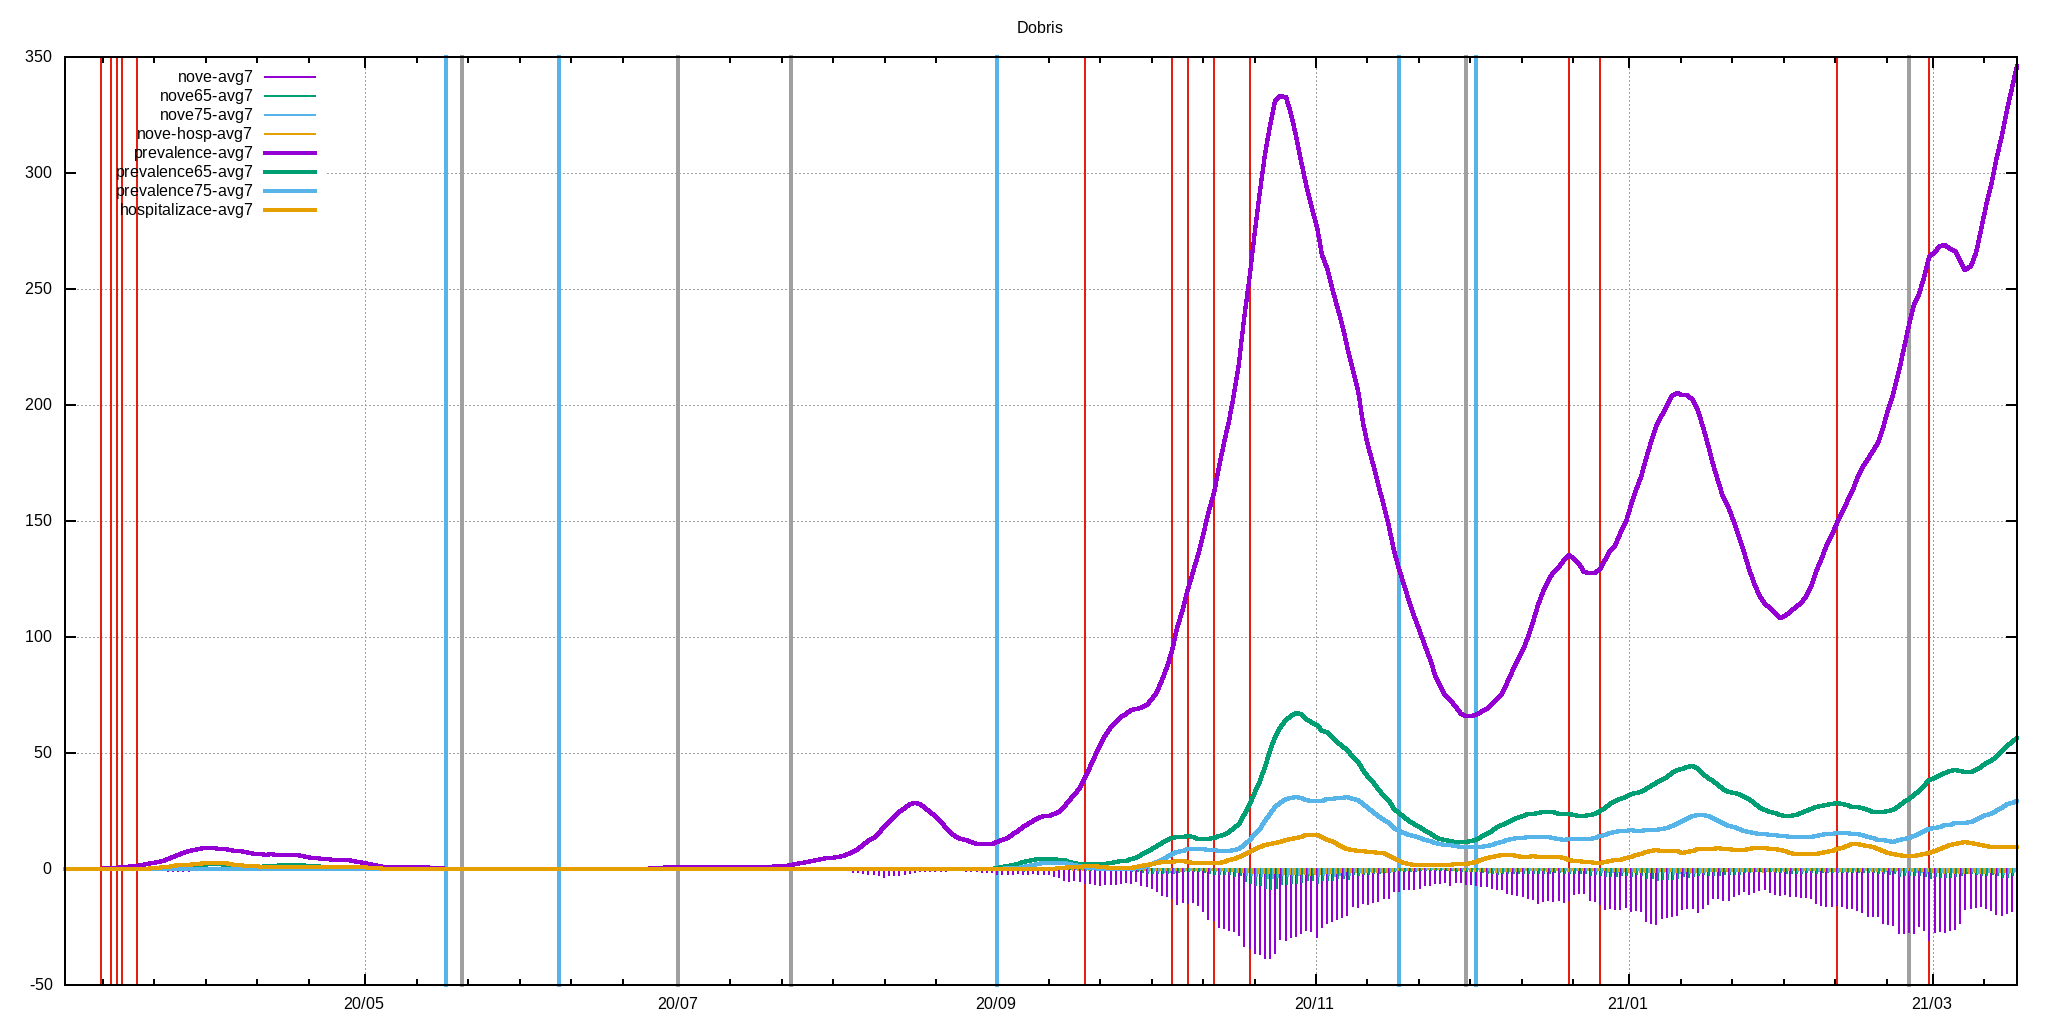 Dobris
350
300
250
200
150
100
50
0
-50
nove-avg7
nove65-avg7
nove75-avg7
nove-hosp-avg7
prevalence-avg7
prevalence65-avg7
prevalence75-avg7
hospitalizace-avg7
20/05 20/07 20/09 20/11 21/01 21/03